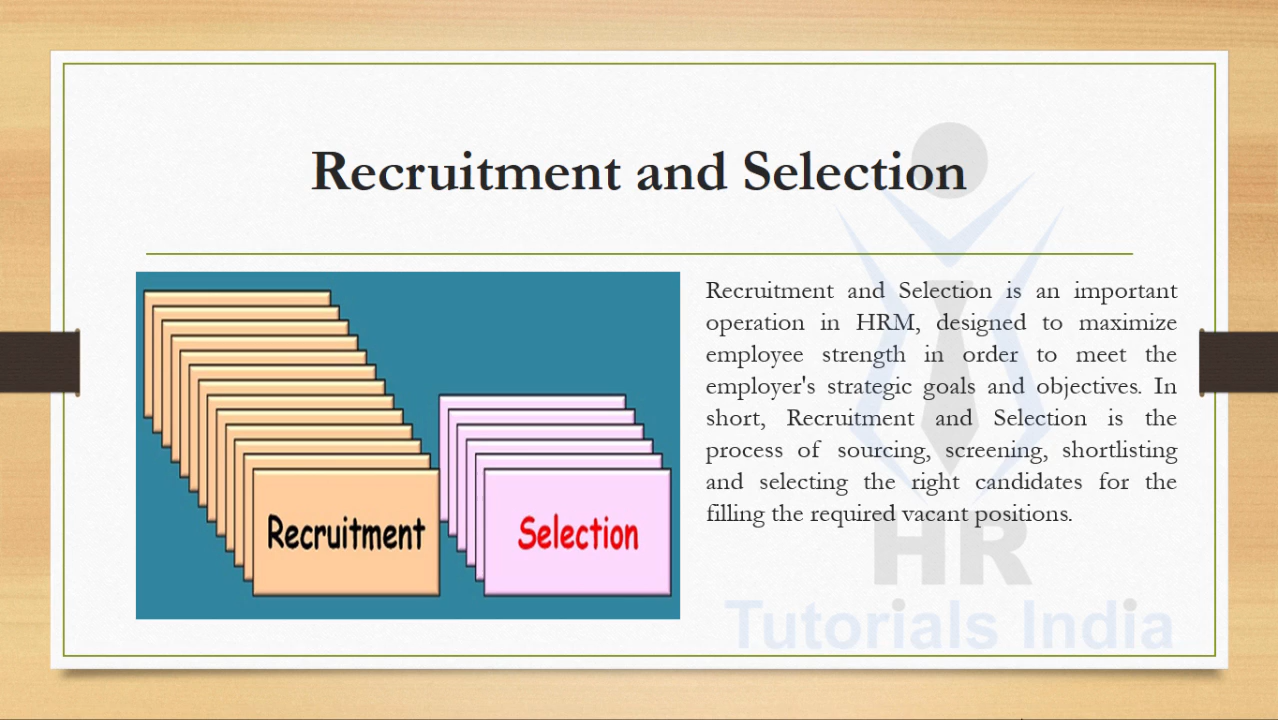 Recruitment and Selection
Recruitment
Selection
Recruitment and Selection is an important
operation in HRM, designed to maximize
employee strength in order to meet the
employer's strategic goals and objectives. In
short, Recruitment and Selection is the
process of sourcing, screening, shortlisting
and selecting the right candidates for the
filling the required vacant positions.
HR
Tutorials India